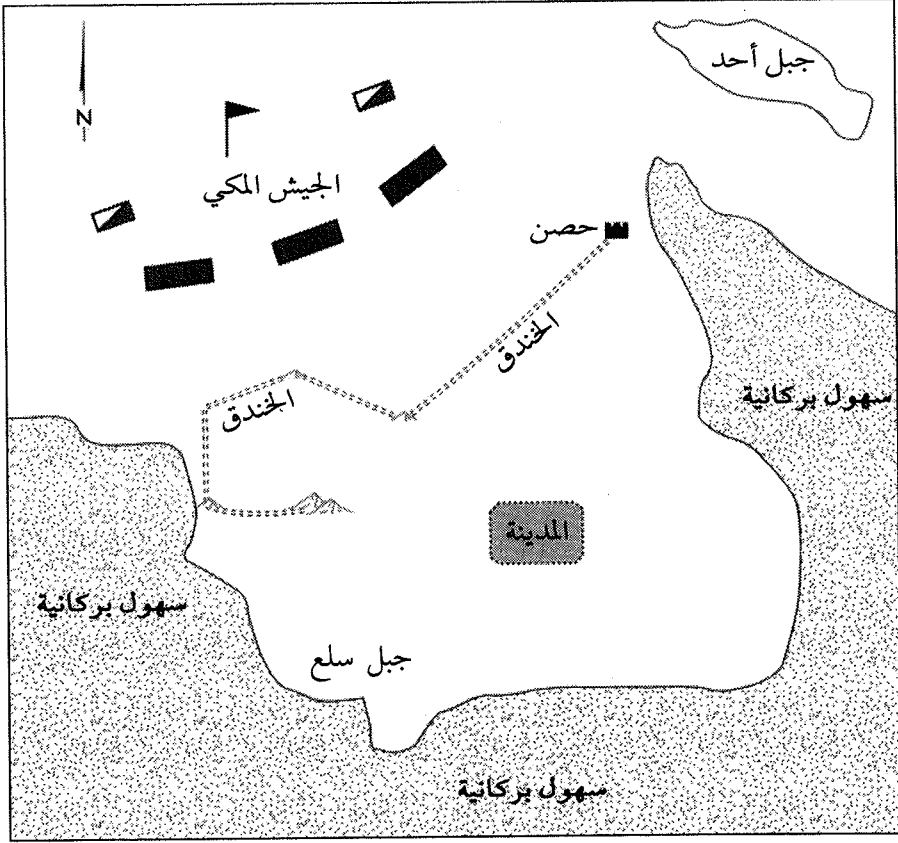 جبل أحد
N
الجيش المكي
حصن
الخندق
سهول بركانية
الخندق
المدينة
سهول بركانية
جبل سلع
سهول بركانية